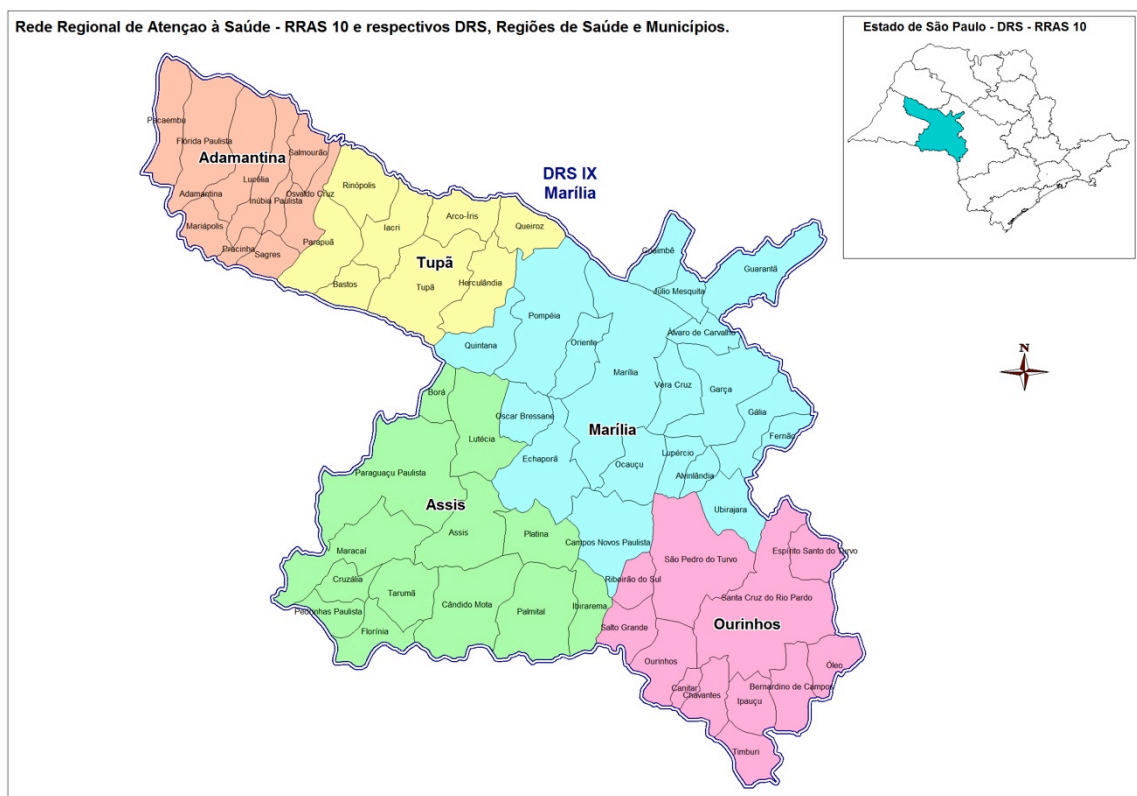 Rede Regional de Atençao à Saúde - RRAS 10 e respectivos DRS, Regiões de Saúde e Municípios.
Estado de São Paulo - DRS - RRAS 10
DRS IX
Marília
N
Pacaembu
Flórida Paulista
Adamantina
Salmourão
Lucélia
Osvaldo Cruz
Adamantina
Inúbia Paulista
Mariápolis
Pracinha
Sagres
Rinópolis
Arco-Íris
Queiroz
Iacri
Parapuã
Tupã
Bastos
Tupã
Herculândia
Guaimbê
Guarantã
Júlio Mesquita
Pompéia
Álvaro de Carvalho
Quintana
Oriente
Marília
Vera Cruz
Garça
Gália
Oscar Bressane
Marília
Fernão
Echaporã
Ocauçu
Lupércio
Alvinlândia
Ubirajara
Campos Novos Paulista
Borá
Lutécia
Paraguaçu Paulista
Assis
Assis
Platina
Maracaí
Cruzália
Tarumã
Cândido Mota
Palmital
Ibirarema
Pedrinhas Paulista
Florínia
Espírito Santo do Turvo
São Pedro do Turvo
Ribeirão do Sul
Santa Cruz do Rio Pardo
Salto Grande
Ourinhos
Ourinhos
Óleo
Canitar
Chavantes
Bernardino de Campos
Ipauçu
Timburi